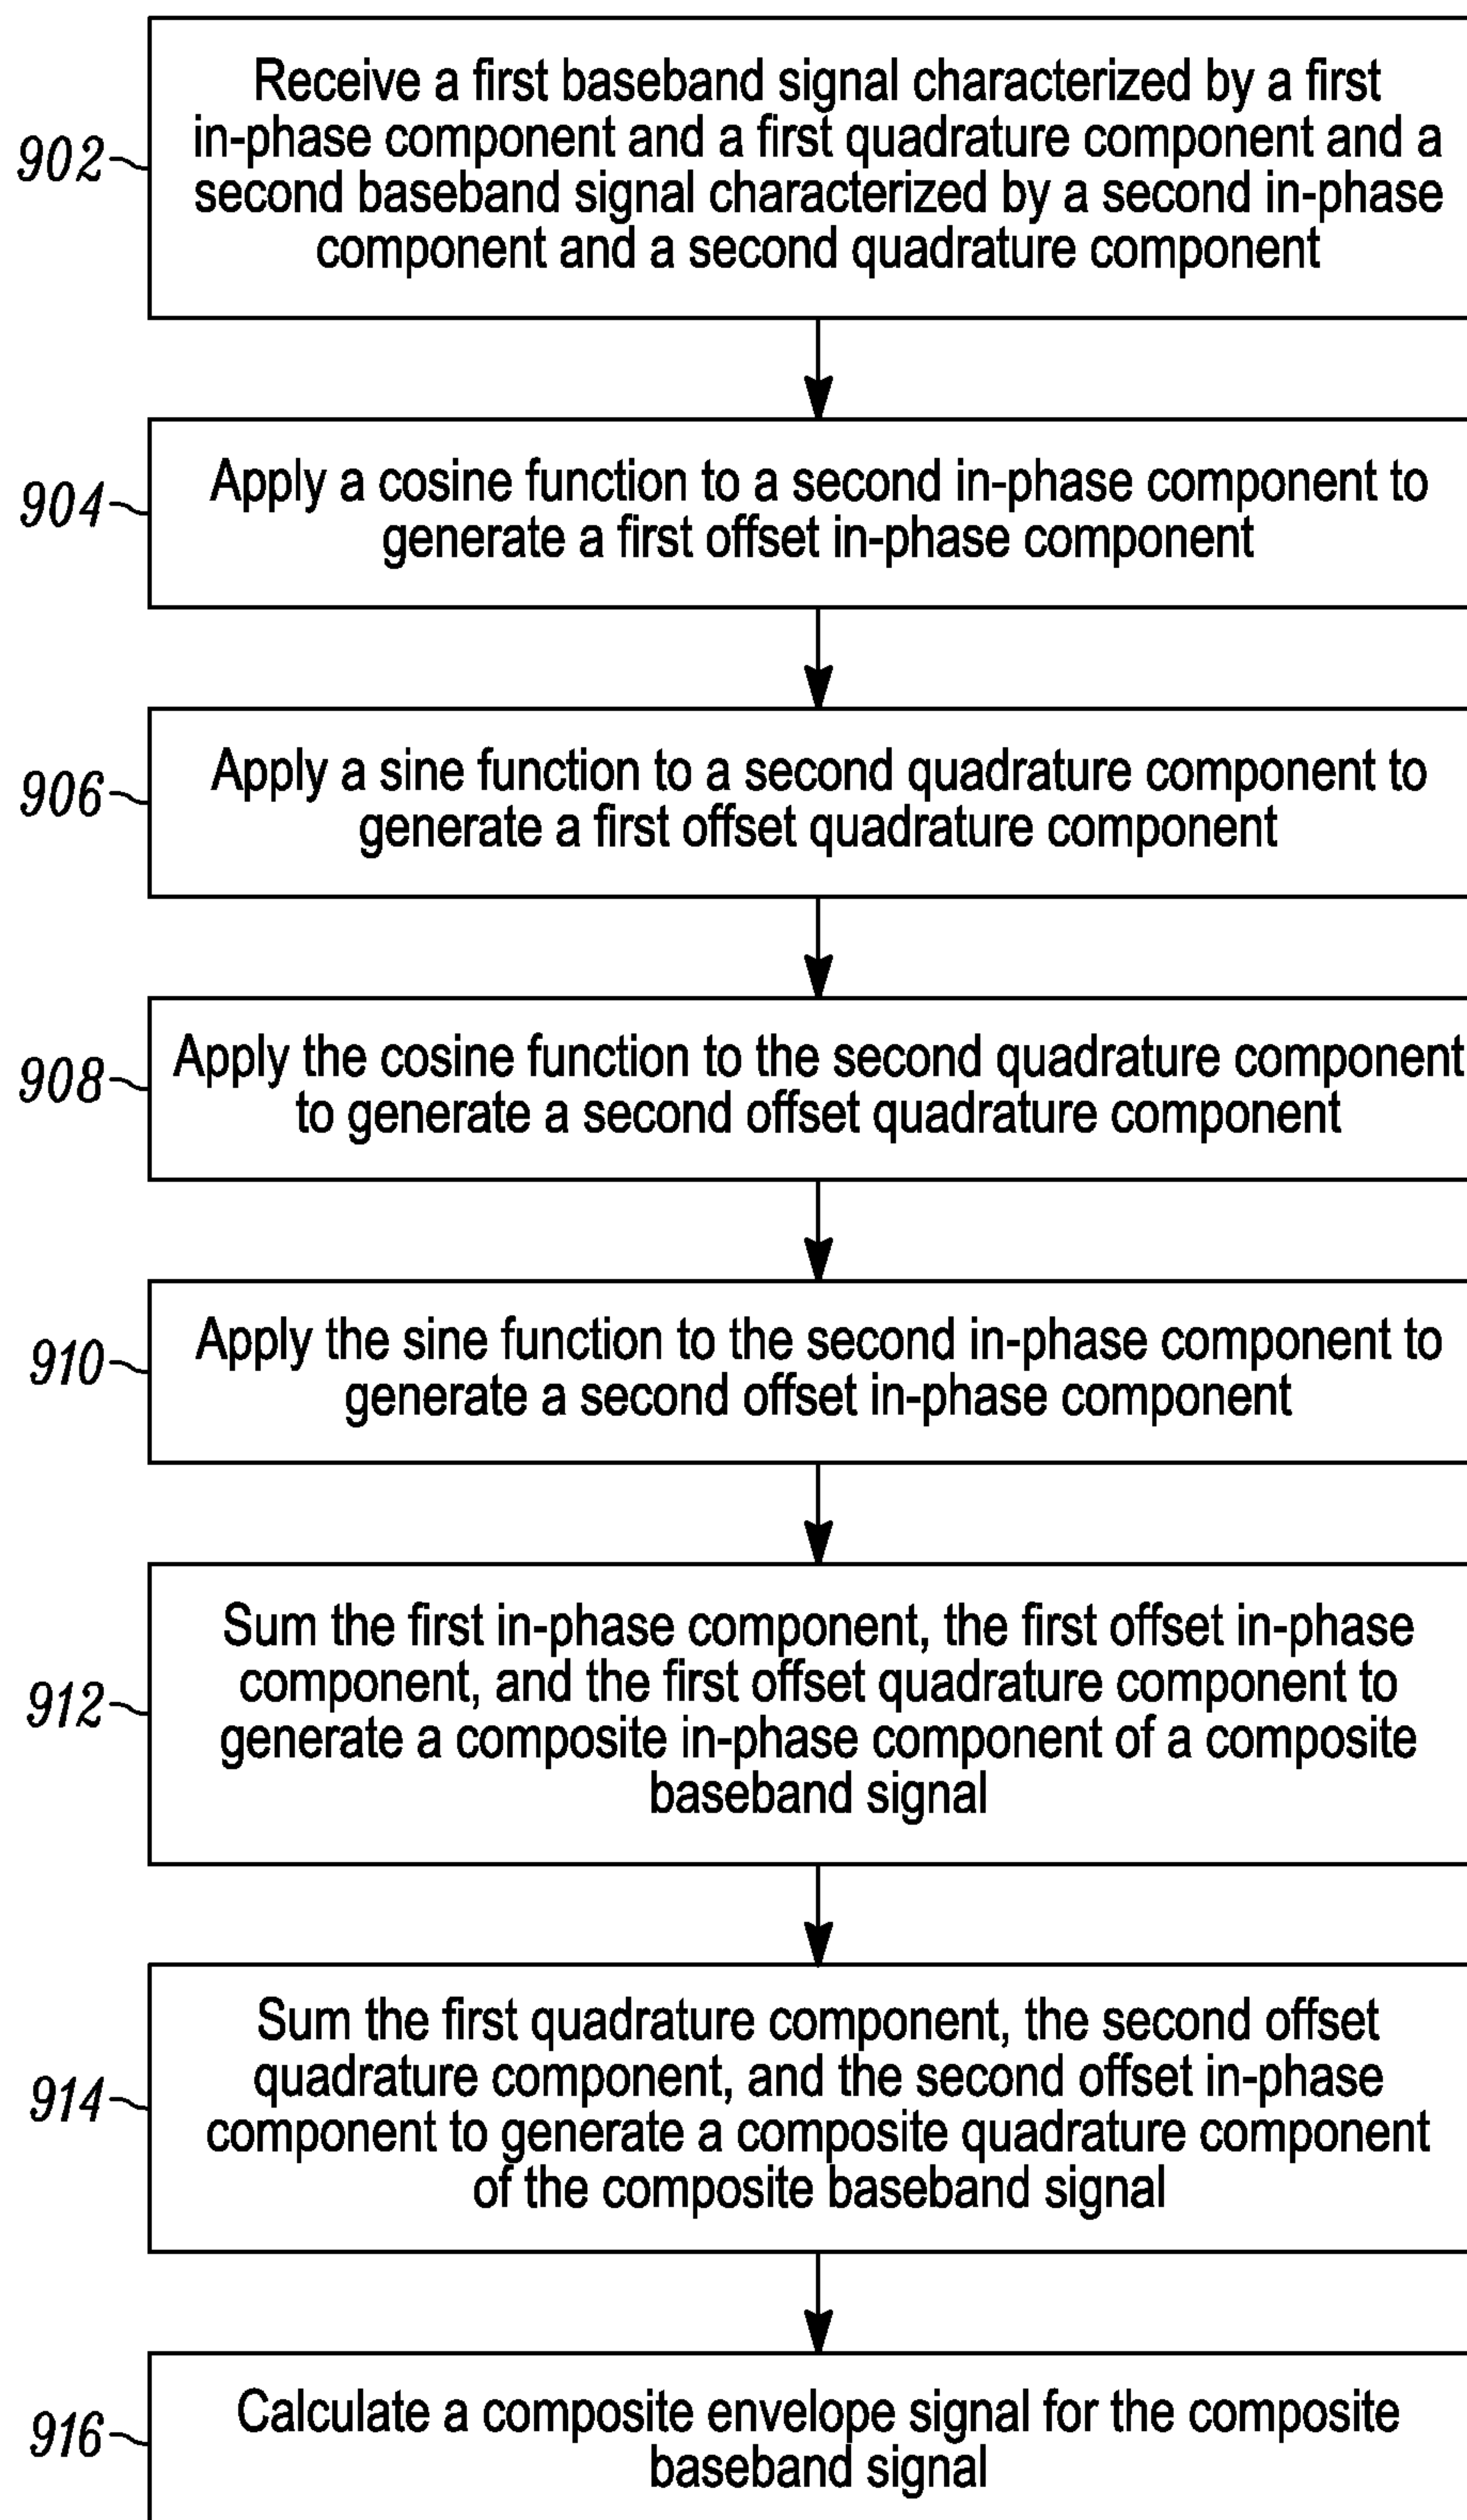 Receive a first baseband signal characterized by a first
in-phase component and a first quadrature component and a
902
second baseband signal characterized by a second in-phase
component and a second quadrature component
Apply a cosine function to a second in-phase component to
904
generate a first offset in-phase component
Apply a sine function to a second quadrature component to
906
generate a first offset quadrature component
Apply the cosine function to the second quadrature component
908
to generate a second offset quadrature component
Apply the sine function to the second in-phase component to
910
generate a second offset in-phase component
Sum the first in-phase component, the first offset in-phase
component, and the first offset quadrature component to
912
generate a composite in-phase component of a composite
baseband signal
Sum the first quadrature component, the second offset
quadrature component, and the second offset in-phase
914
component to generate a composite quadrature component
of the composite baseband signal
Calculate a composite envelope signal for the composite
916
baseband signal